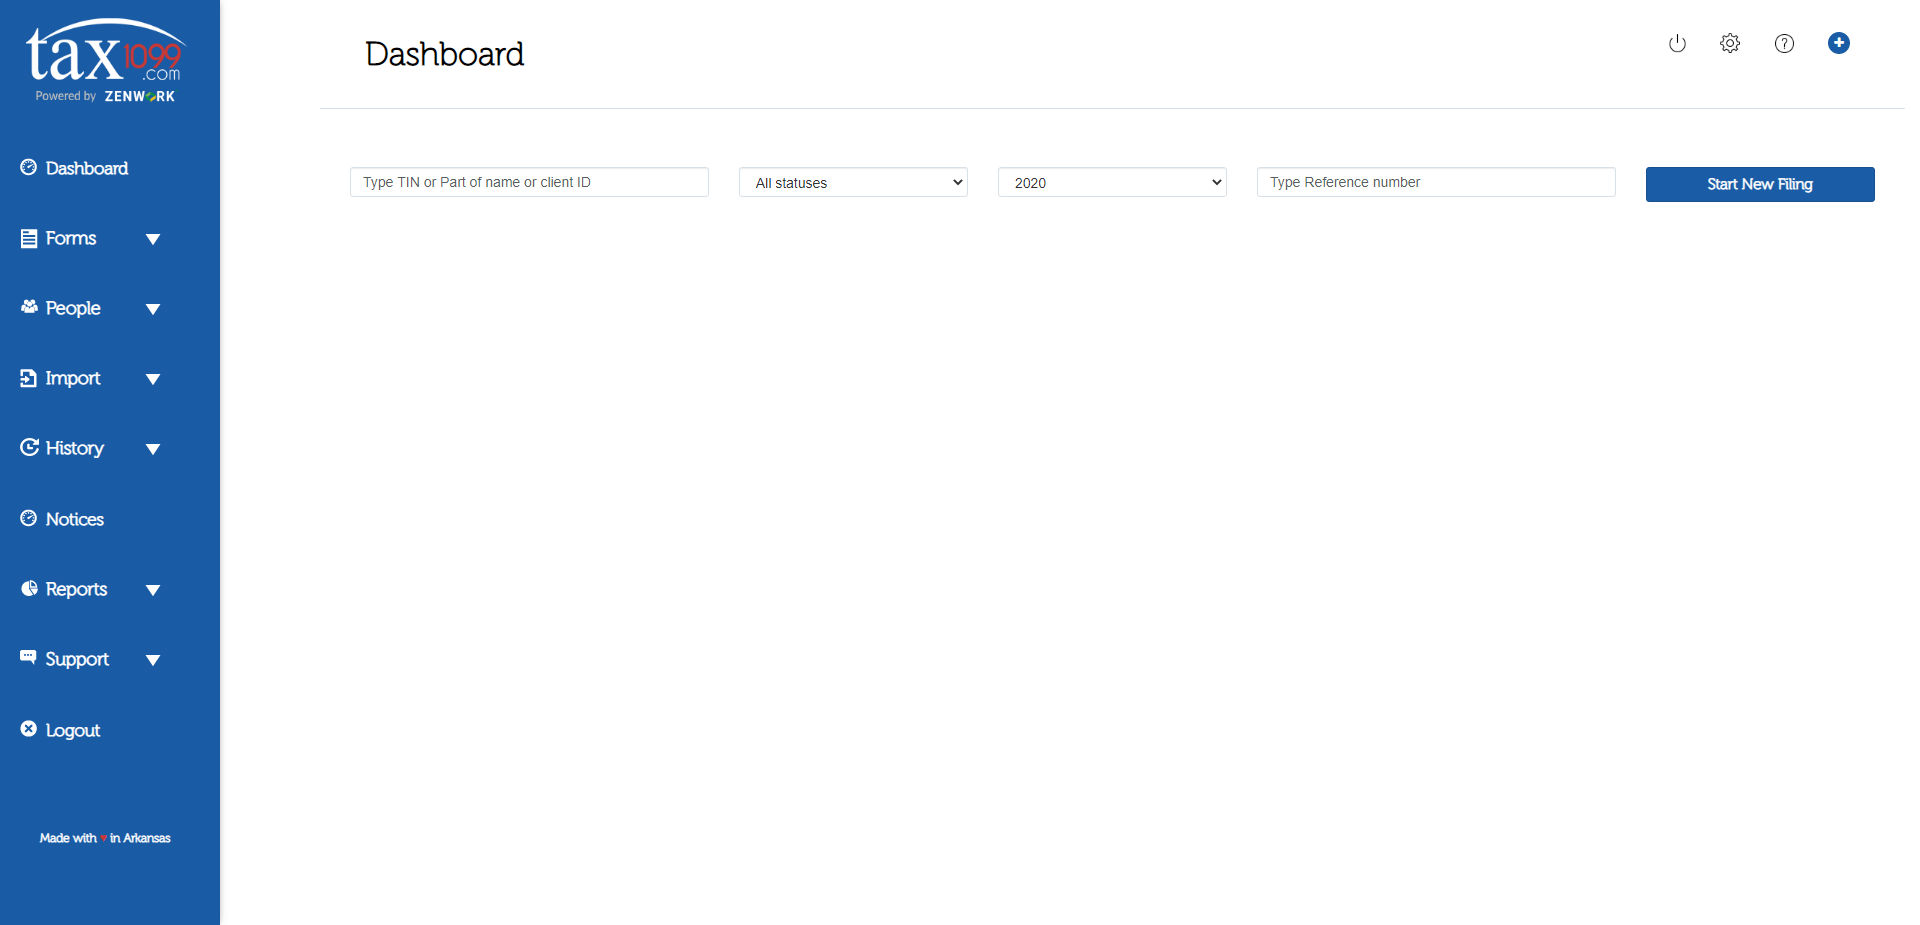 tax1099
.com
Powered by ZENWORK
Dashboard
Forms
People
Import
History
Notices
Reports
Support
Logout
Made with ♥ in Arkansas
Dashboard
Type TIN or Part of name or client ID
All statuses
2020
Type Reference number
Start New Filing